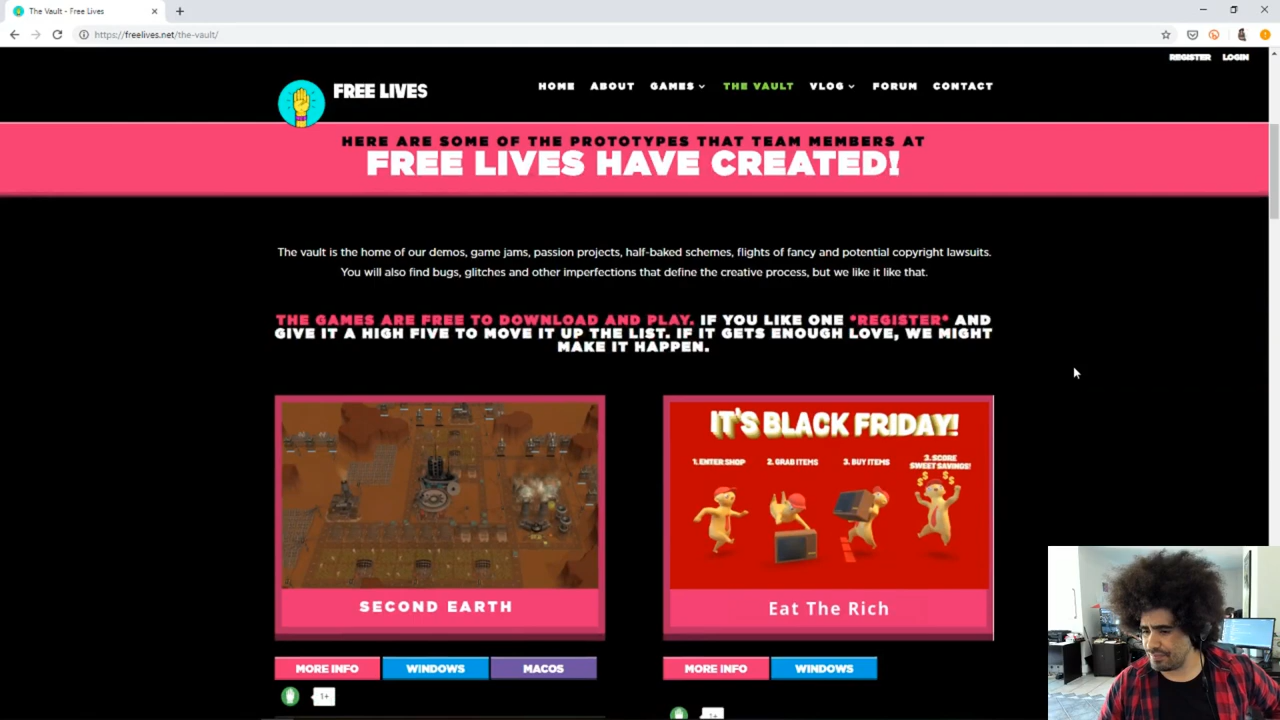 The Vault - Free Lives
https://freelives.net/the-vault/
REGISTER LOGIN
FREE LIVES
HOME ABOUT GAMES THE VAULT VLOG FORUM CONTACT
HERE ARE SOME OF THE PROTOTYPES THAT TEAM MEMBERS AT
FREE LIVES HAVE CREATED!
The vault is the home of our demos, game jams, passion projects, half-baked schemes, flights of fancy and potential copyright lawsuits.
You will also find bugs, glitches and other imperfections that define the creative process, but we like it like that.
THE GAMES ARE FREE TO DOWNLOAD AND PLAY. IF YOU LIKE ONE *REGISTER* AND
GIVE IT A HIGH FIVE TO MOVE IT UP THE LIST. IF IT GETS ENOUGH LOVE, WE MIGHT
MAKE IT HAPPEN.
IT'S BLACK FRIDAY!
1. ENTER SHOP 2. GRAB ITEMS 3. BUY ITEMS 3. SCORE
SWEET SAVINGS!
SECOND EARTH
Eat The Rich
MORE INFO WINDOWS MACOS
MORE INFO WINDOWS
1+
1+